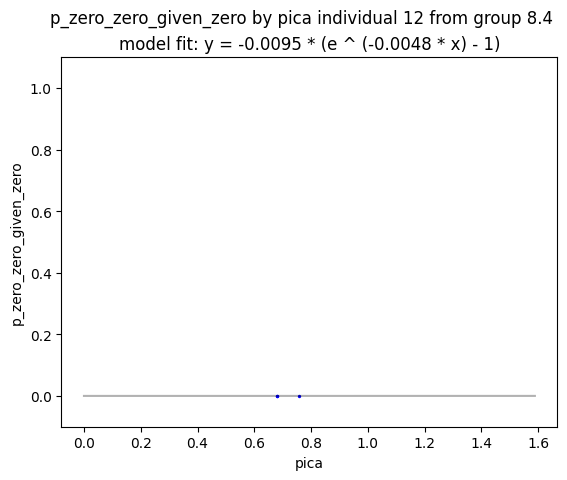 p_zero_zero_given_zero by pica individual 12 from group 8.4
model fit: y = -0.0095 * (e ^ (-0.0048 * x) - 1)
1.0
0.8
0.6
0.4
0.2
0.0
p_zero_zero_given_zero
0.0 0.2 0.4 0.6 0.8 1.0 1.2 1.4 1.6
pica